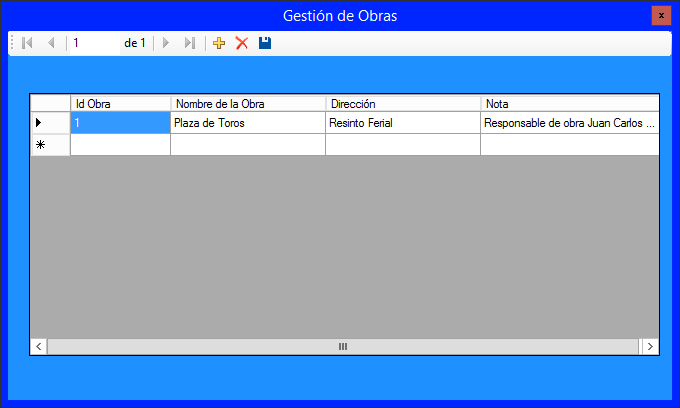 Gestión de Obras
x
1 de 1
Id Obra Nombre de la Obra Dirección Nota
1 Plaza de Toros Resinto Ferial Responsable de obra Juan Carlos ...